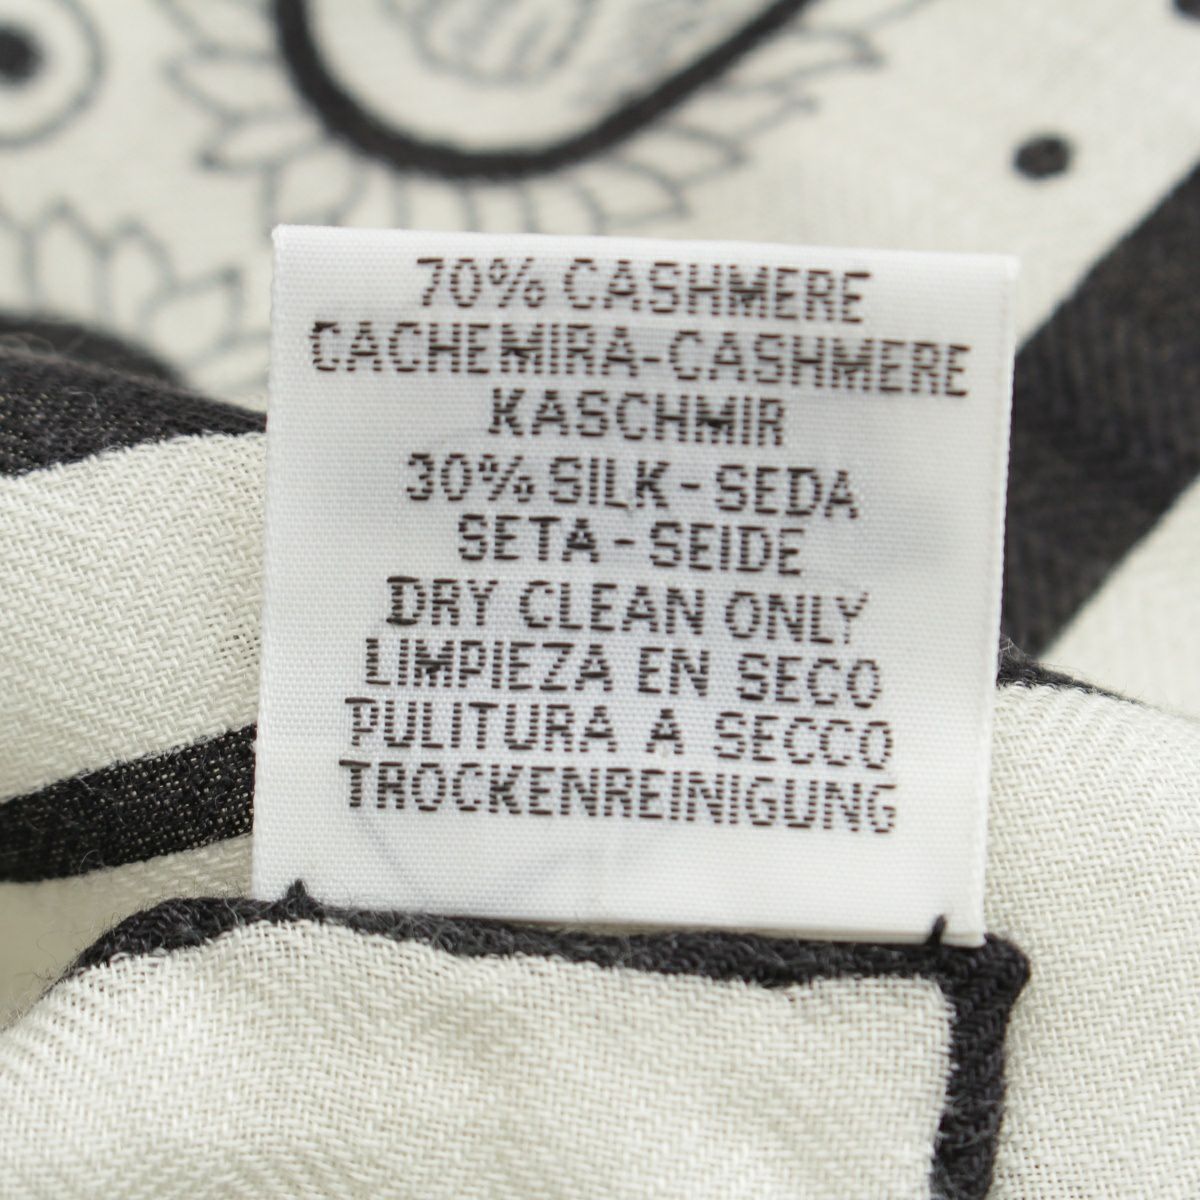 70% CASHMERE
CACHEMIRA-CASHMERE
KASCHMIR
30% SILK-SEDA
SETA-SEIDE
DRY CLEAN ONLY
LIMPIEZA EN SECO
PULITURA A SECCO
TROCKENREINIGUNG